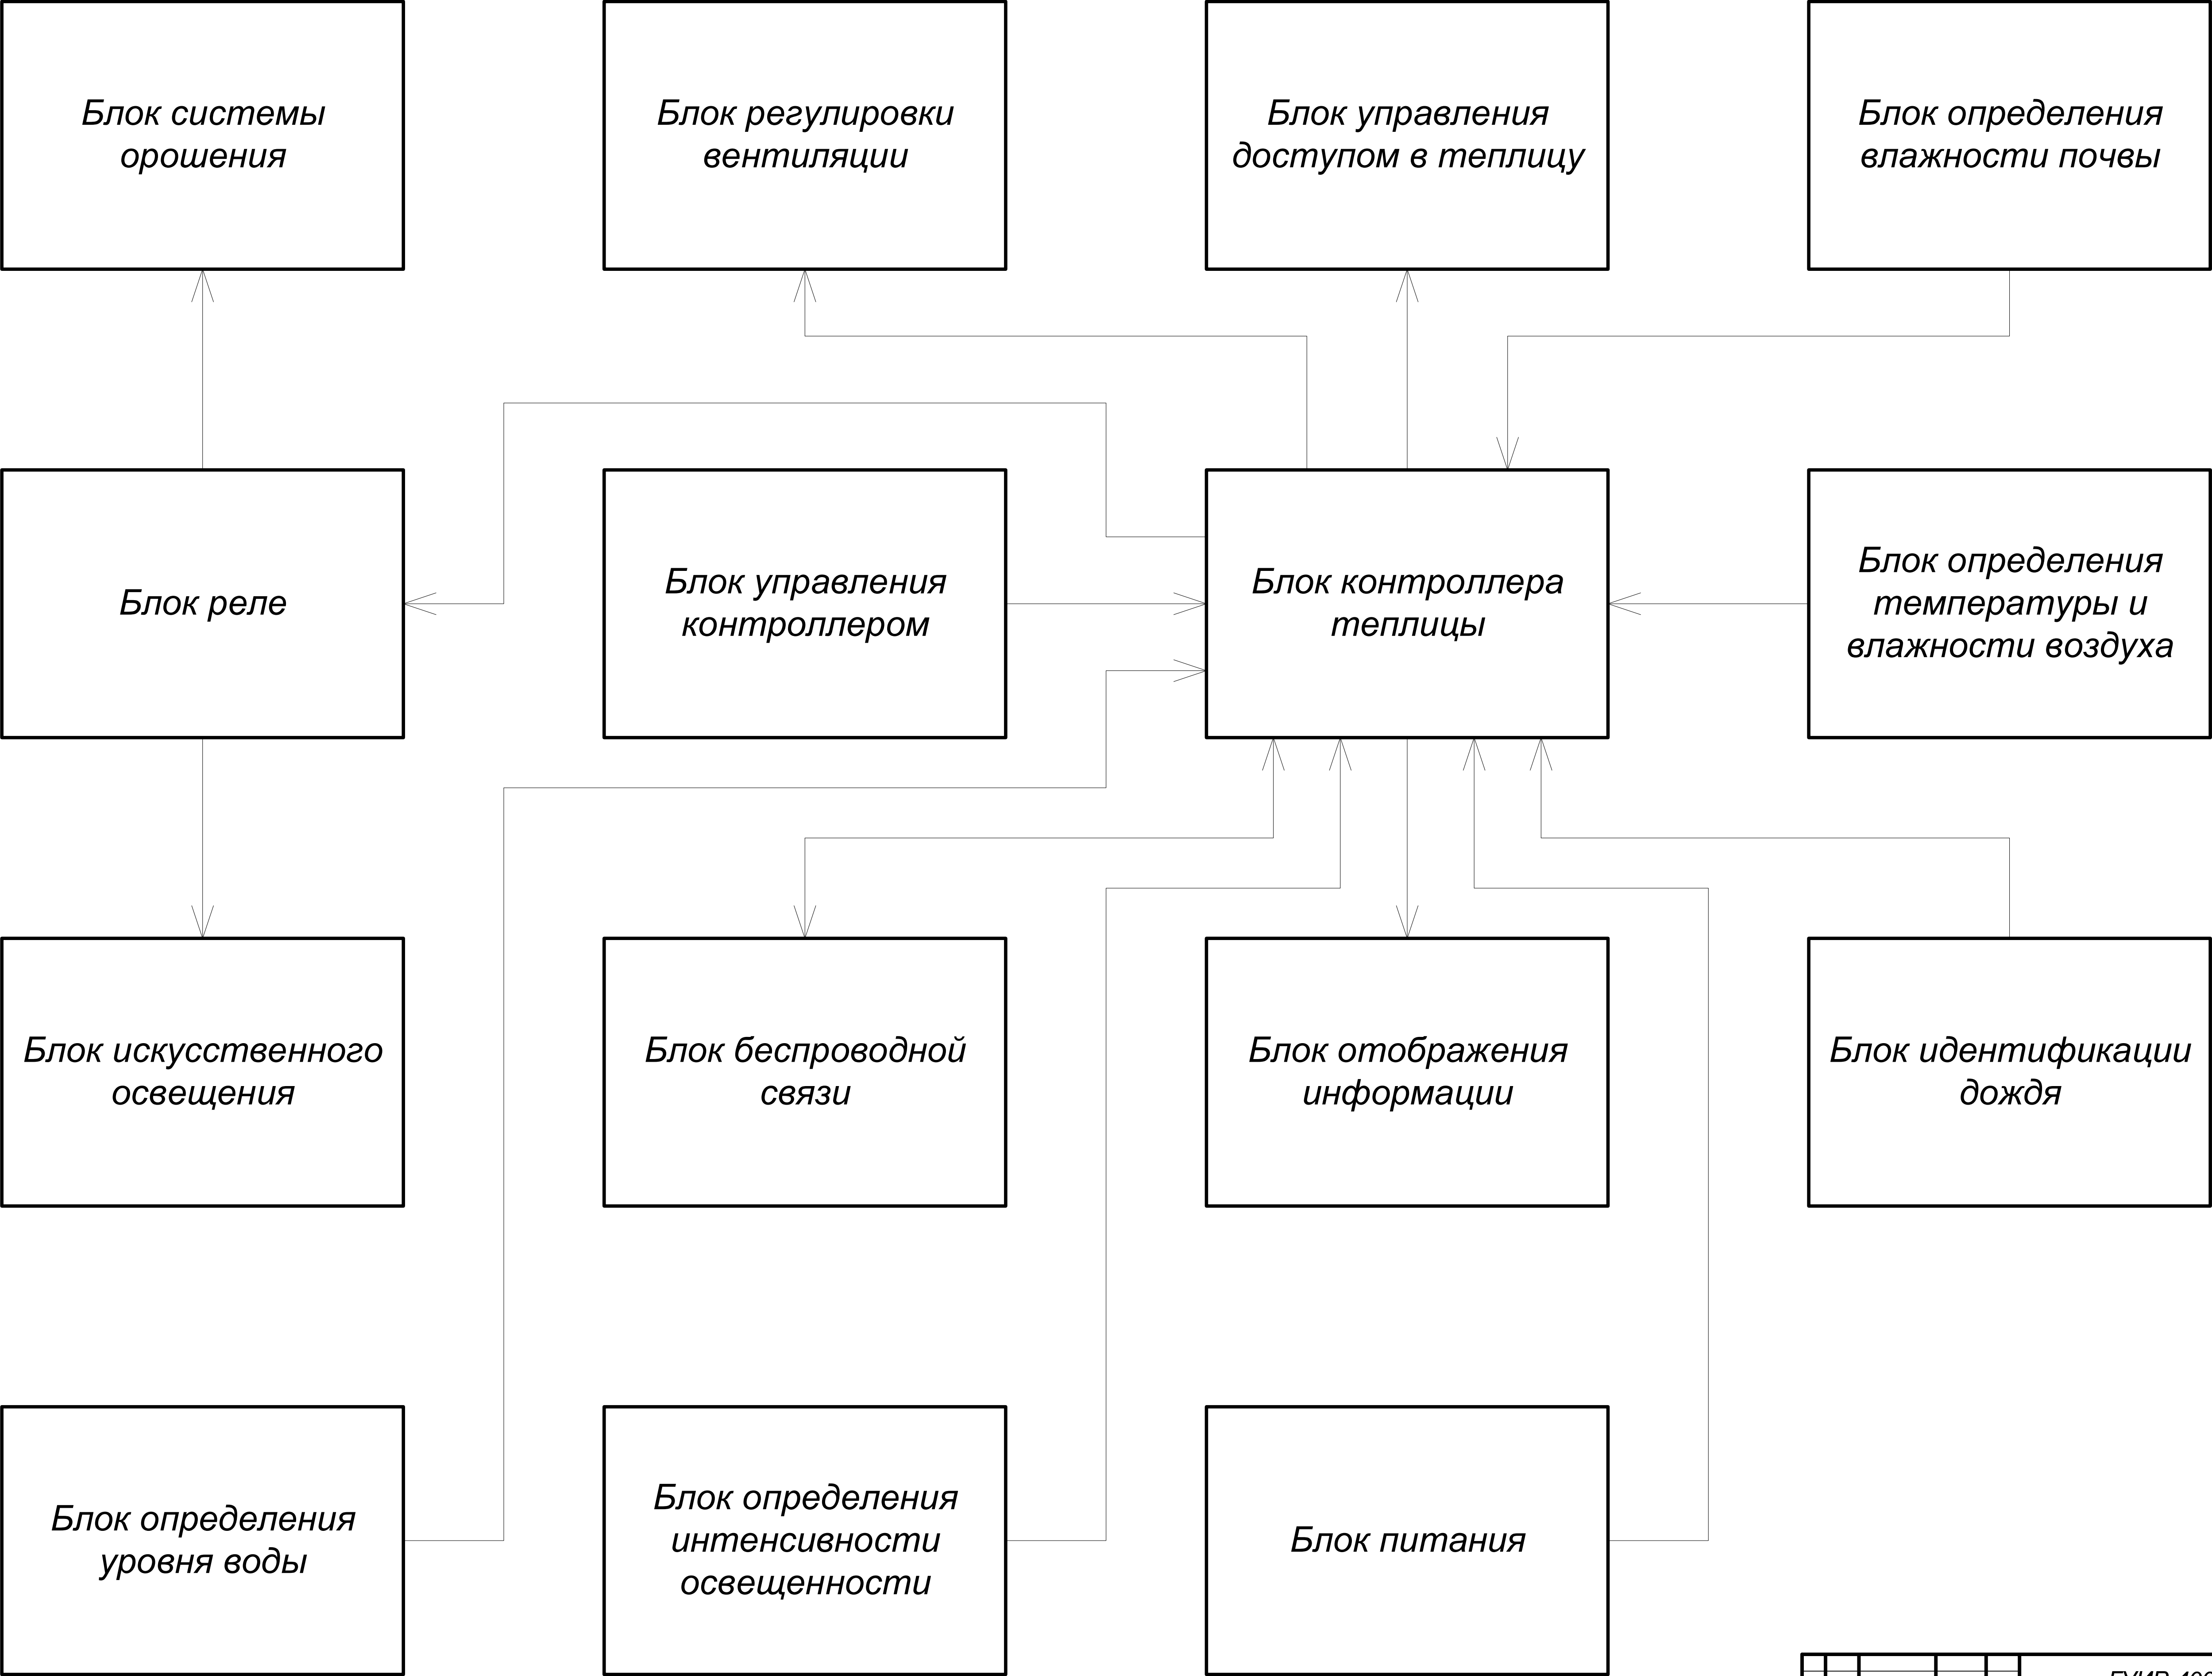 Блок системы
орошения
Блок регулировки
вентиляции
Блок управления
доступом в теплицу
Блок определения
влажности почвы
Блок реле
Блок управления
контроллером
Блок контроллера
теплицы
Блок определения
температуры и
влажности воздуха
Блок искусственного
освещения
Блок беспроводной
связи
Блок отображения
информации
Блок идентификации
дождя
Блок определения
уровня воды
Блок определения
интенсивности
освещенности
Блок питания